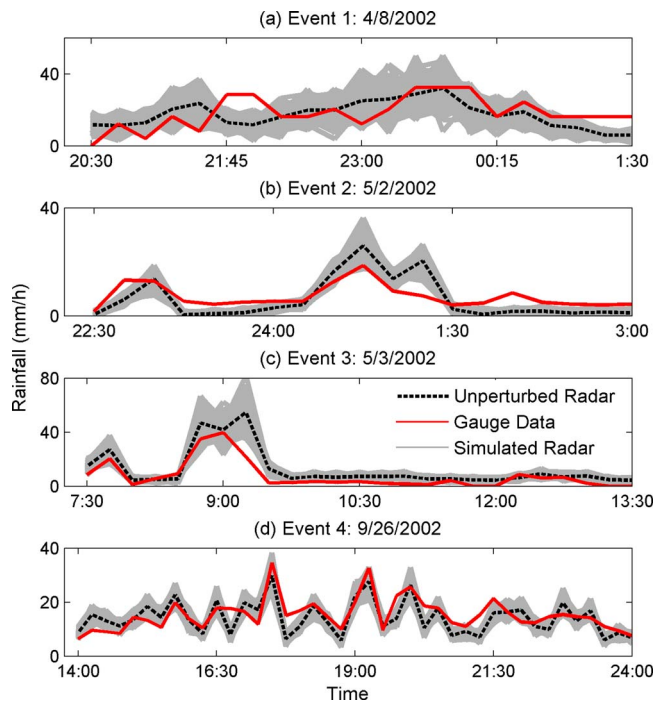 (a) Event 1: 4/8/2002
40
0
20:30 21:45 23:00 00:15 1:30
(b) Event 2: 5/2/2002
40
20
0
22:30 24:00 1:30 3:00
Rainfall (mm/h)
(c) Event 3: 5/3/2002
80
40
0
Unperturbed Radar
Gauge Data
Simulated Radar
7:30 9:00 10:30 12:00 13:30
(d) Event 4: 9/26/2002
40
20
0
14:00 16:30 19:00 21:30 24:00
Time